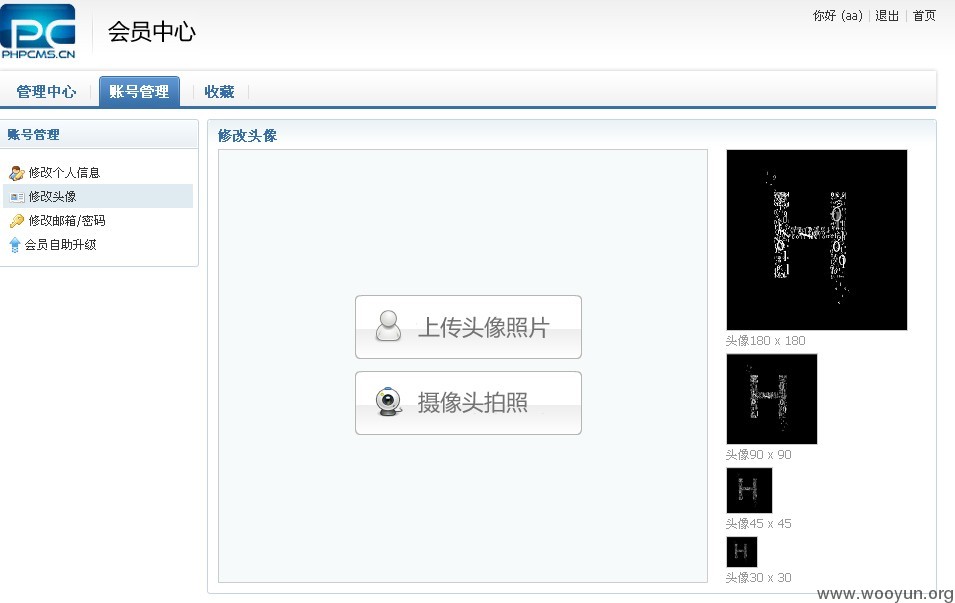 PC
PHPCMS.CN
会员中心
你好 (aa) | 退出 | 首页
管理中心
账号管理
收藏
账号管理
修改个人信息
修改头像
修改邮箱/密码
会员自助升级
修改头像
上传头像照片
摄像头拍照
H
头像180 x 180
H
头像90 x 90
H
头像45 x 45
H
头像30 x 30
www.wooyun.org